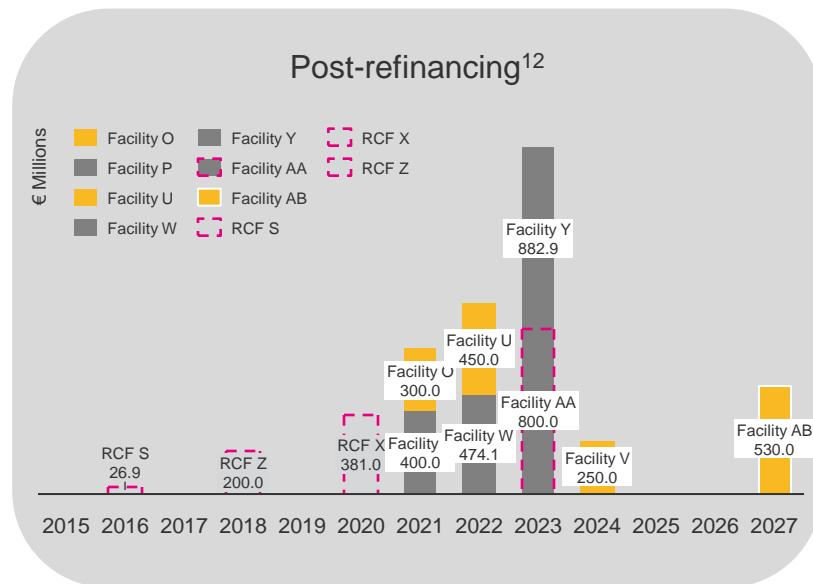 Post-refinancing12
€ Millions
Facility O
Facility P
Facility U
Facility W
Facility Y
Facility AA
Facility AB
RCF S
RCF X
RCF Z
RCF S
26.9
RCF Z
200.0
RCF X
381.0
Facility O
300.0
Facility
400.0
Facility U
450.0
Facility W
474.1
Facility Y
882.9
Facility AA
800.0
Facility V
250.0
Facility AB
530.0
2015 2016 2017 2018 2019 2020 2021 2022 2023 2024 2025 2026 2027